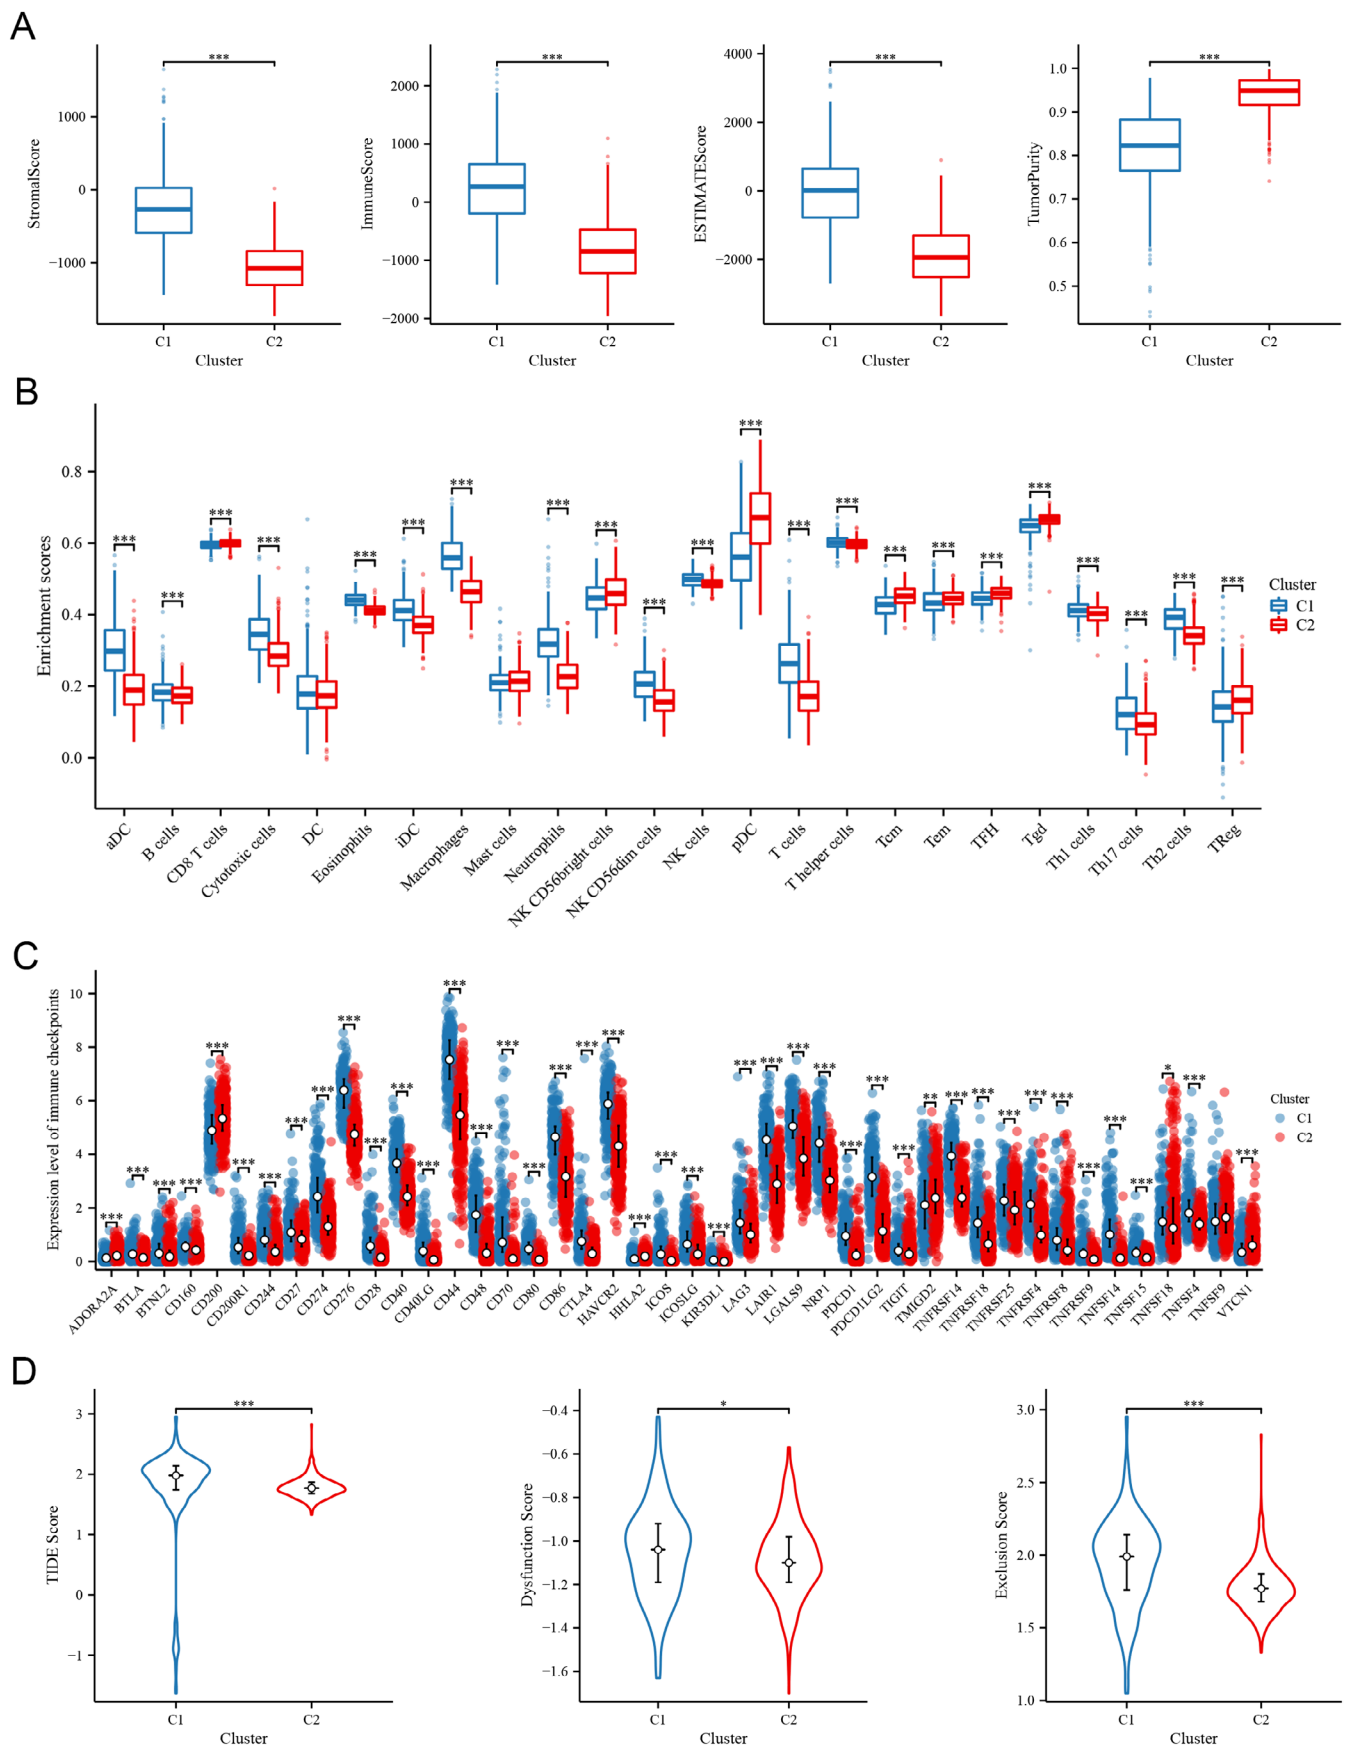 A
StromalScore
1000
0
−1000
***
C1
C2
Cluster
ImmuneScore
2000
1000
0
−1000
−2000
***
C1
C2
Cluster
ESTIMATEScore
4000
2000
0
−2000
***
C1
C2
Cluster
TumorPurity
1.0
0.9
0.8
0.7
0.6
0.5
***
C1
C2
Cluster
B
Enrichment scores
0.8
0.6
0.4
0.2
0.0
*** *** *** *** *** *** *** *** *** *** *** *** *** *** *** *** *** *** *** *** *** ***
aDC
B cells
CD8 T cells
Cytotoxic cells
DC
Eosinophils
iDC
Macrophages
Mast cells
Neutrophils
NK CD56bright cells
NK CD56dim cells
NK cells
pDC
T cells
T helper cells
Tcm
Tem
TFH
Tgd
Th1 cells
Th17 cells
Th2 cells
TReg
Cluster
C1
C2
C
Expression level of immune checkpoints
10
8
6
4
2
0
*** *** *** *** *** *** *** *** *** *** *** *** *** *** *** *** *** *** *** *** *** *** *** *** *** *** *** *** *** *** *** ** *** *** *** *** *** *** *** *** * *** ***
ADORA2A
BTLA
BTNL2
CD160
CD200
CD200R1
CD244
CD27
CD274
CD276
CD28
CD40
CD40LG
CD44
CD48
CD70
CD80
CD86
CTLA4
HAVCR2
HHLA2
ICOS
ICOSLG
KIR3DL1
LAG3
LAIR1
LGALS9
NRP1
PDCD1
PDCD1LG2
TIGIT
TMIGD2
TNFRSF14
TNFRSF18
TNFRSF25
TNFRSF4
TNFRSF8
TNFRSF9
TNFSF14
TNFSF15
TNFSF18
TNFSF4
TNFSF9
VTCN1
Cluster
C1
C2
D
TIDE Score
3
2
1
0
−1
***
C1
C2
Cluster
Dysfunction Score
−0.4
−0.6
−0.8
−1.0
−1.2
−1.4
−1.6
*
C1
C2
Cluster
Exclusion Score
3.0
2.5
2.0
1.5
1.0
***
C1
C2
Cluster